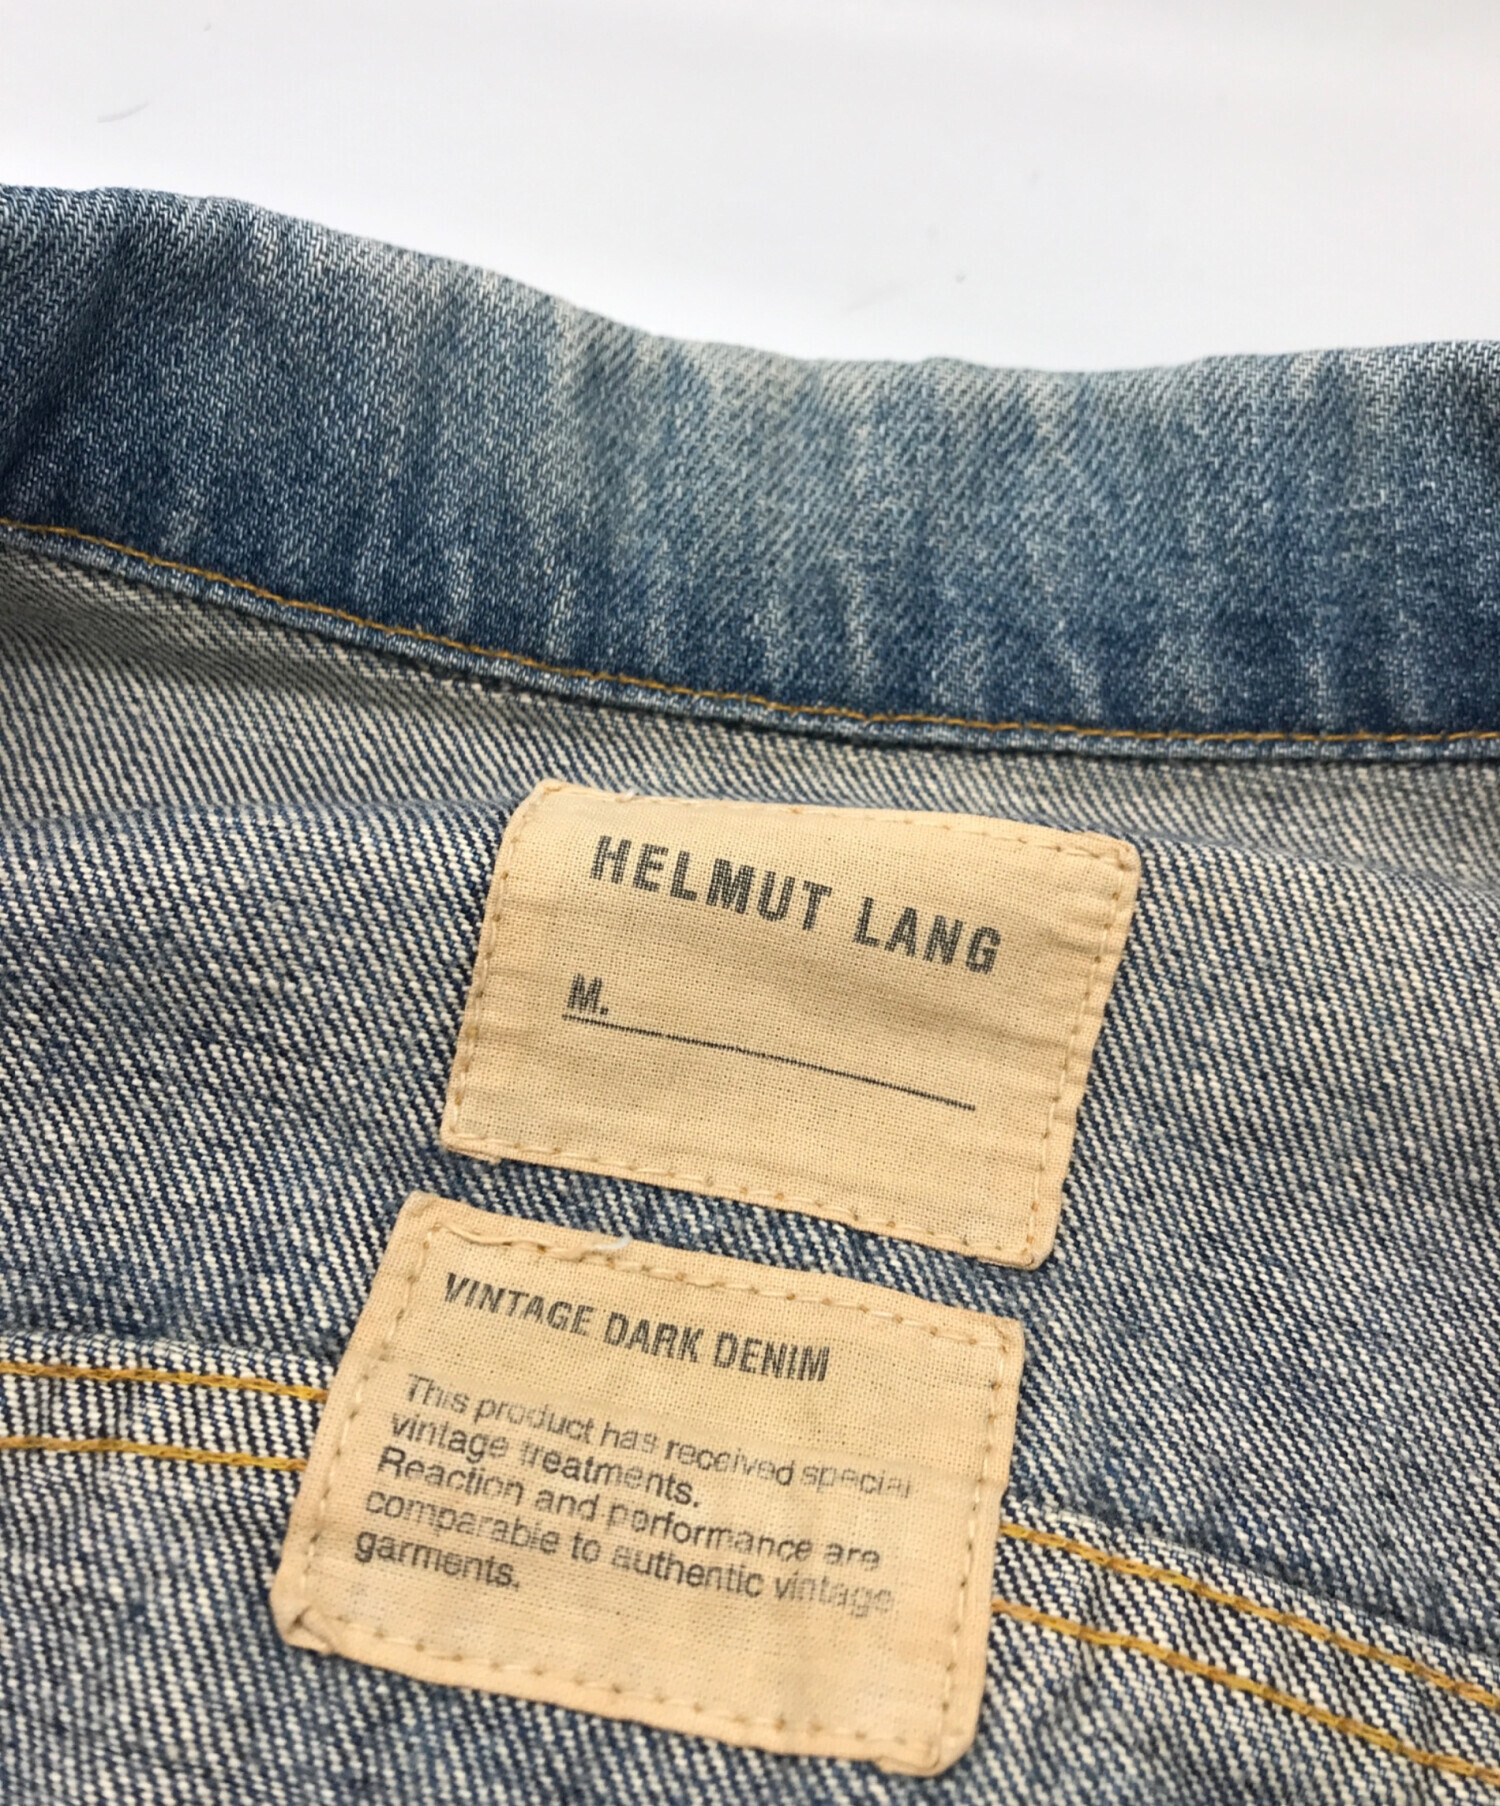 HELMUT LANG
M.
VINTAGE DARK DENIM
This product has received special
vintage treatments.
Reaction and performance are
comparable to authentic vintage
garments.